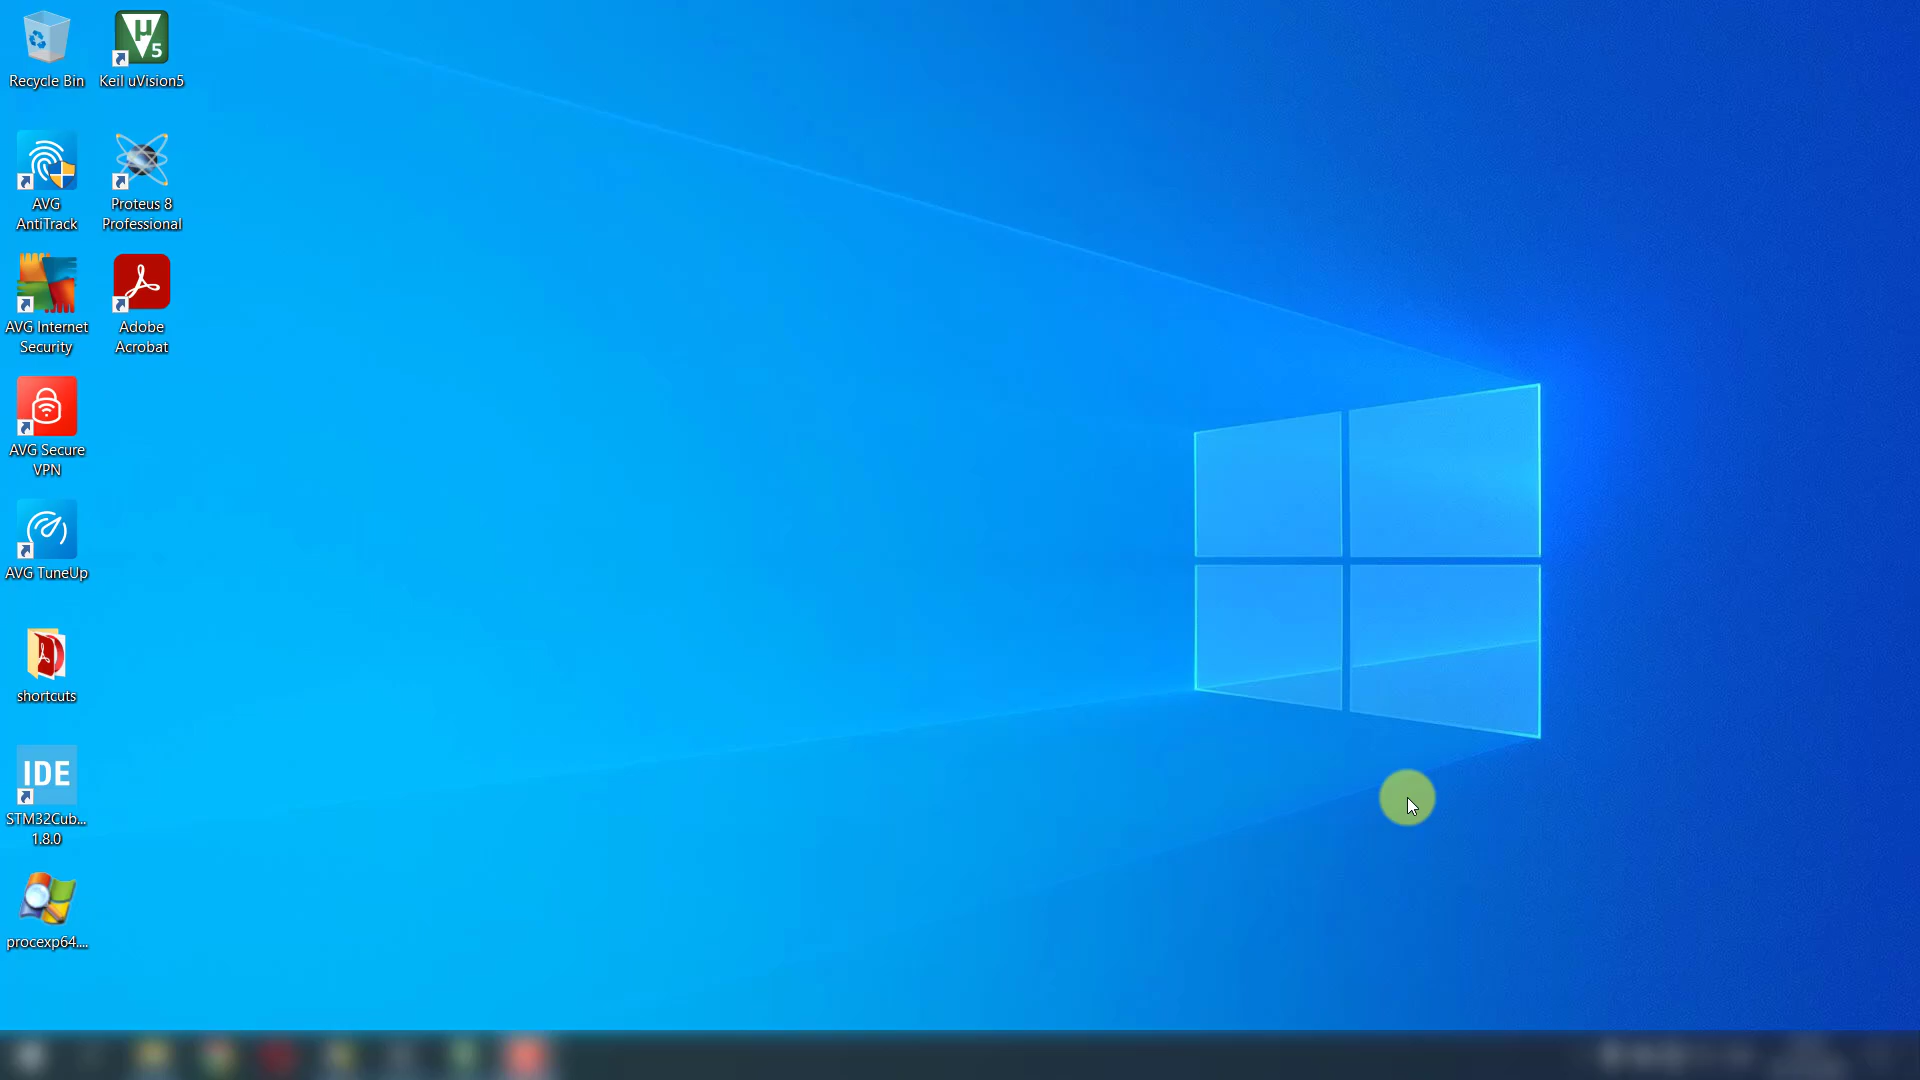 Recycle Bin
Keil uVision5
µ
5
AVG
AntiTrack
Proteus 8
Professional
AVG Internet
Security
Adobe
Acrobat
AVG Secure
VPN
AVG TuneUp
shortcuts
IDE
STM32Cub...
1.8.0
procexp64....